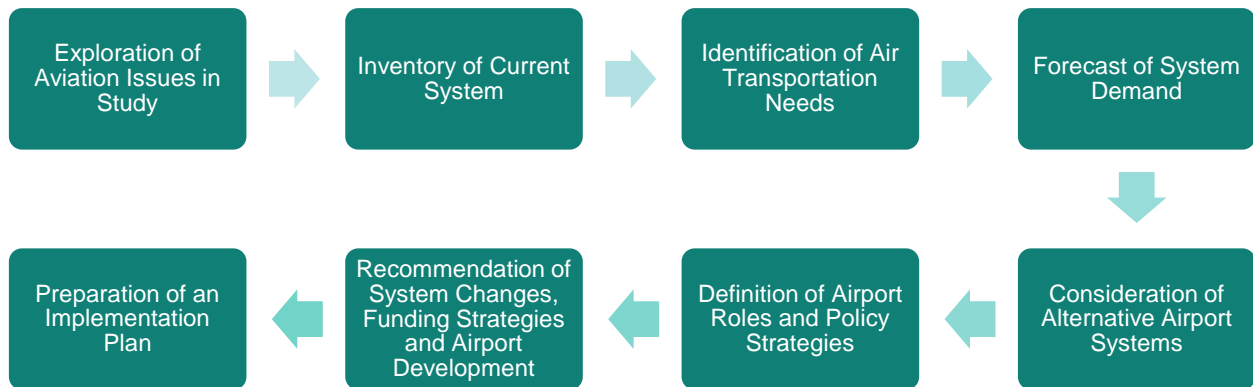 Exploration of
Aviation Issues in
Study
Inventory of Current
System
Identification of Air
Transportation
Needs
Forecast of System
Demand
Consideration of
Alternative Airport
Systems
Definition of Airport
Roles and Policy
Strategies
Recommendation of
System Changes,
Funding Strategies
and Airport
Development
Preparation of an
Implementation
Plan